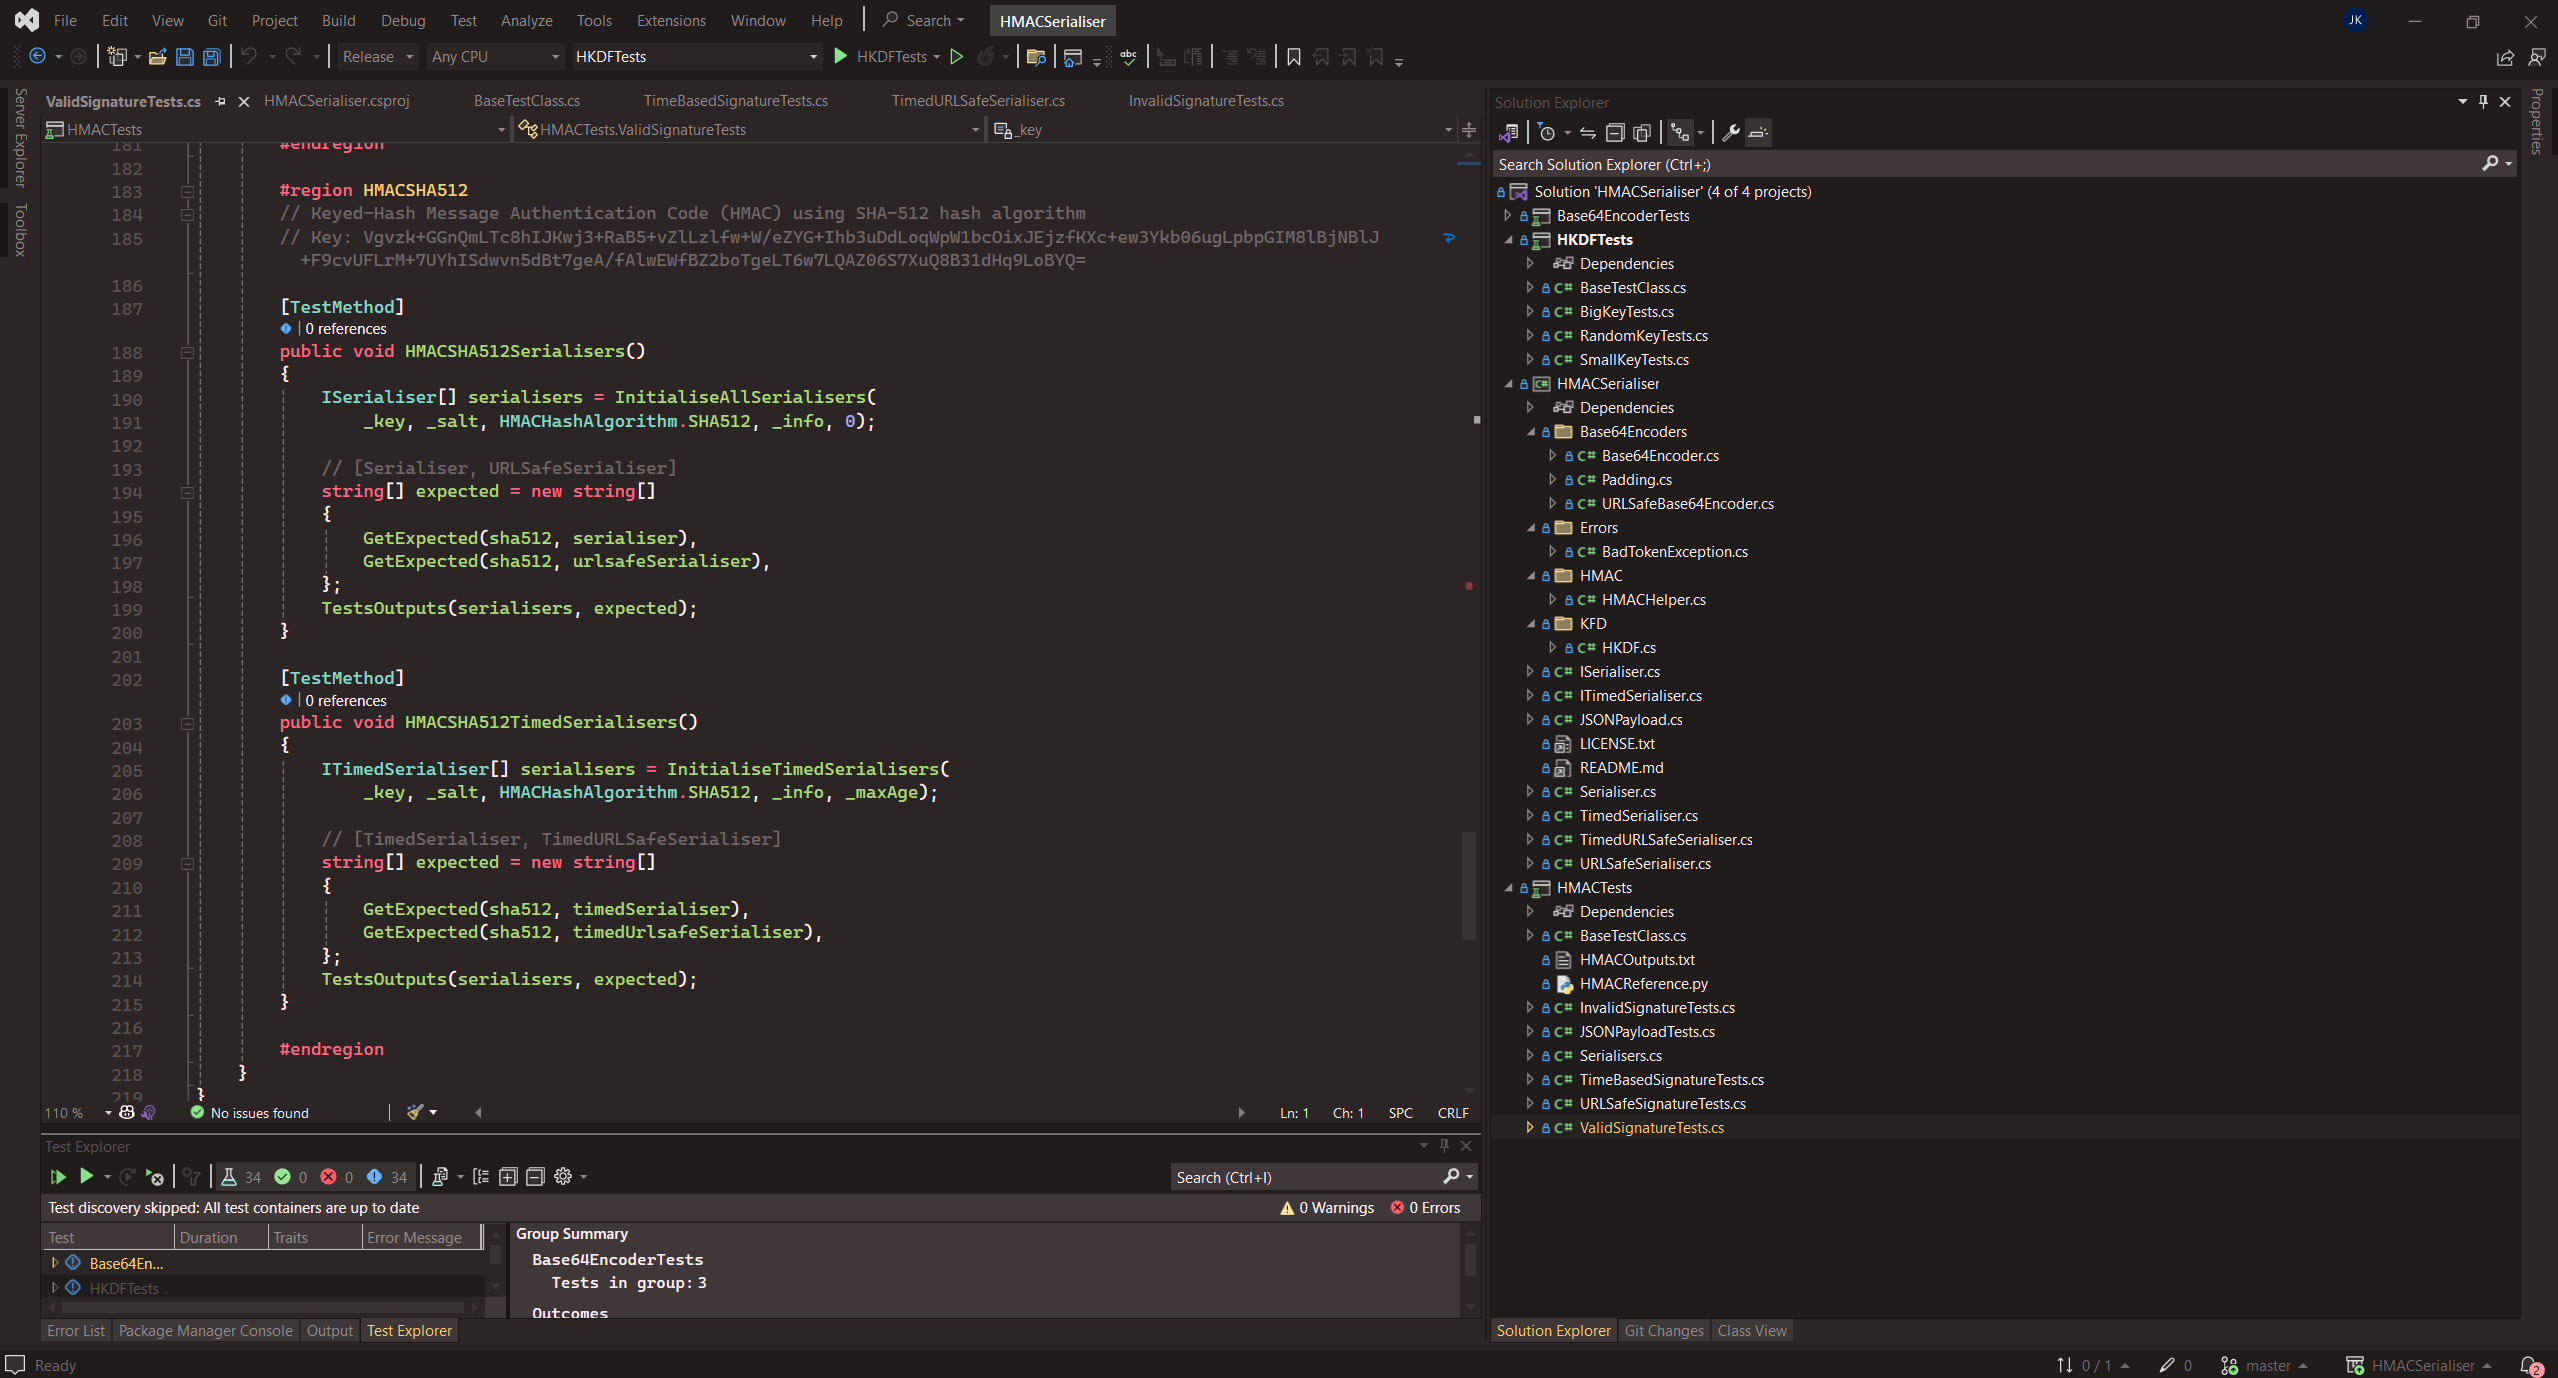 File Edit View Git Project Build Debug Test Analyze Tools Extensions Window Help Search HMACSerialiser JK
Release Any CPU HKDFTests HKDFTests
Server Explorer
Toolbox
ValidSignatureTests.cs HMACSerialiser.csproj BaseTestClass.cs TimeBasedSignatureTests.cs TimedURLSafeSerialiser.cs InvalidSignatureTests.cs
HMACTests HMACTests.ValidSignatureTests _key
181 #endregion
182
183 #region HMACSHA512
184 // Keyed-Hash Message Authentication Code (HMAC) using SHA-512 hash algorithm
185 // Key: Vgvzk+GGnQmLTc8hIJKwj3+RaB5+vZlLzlfw+W/eZYG+Ihb3uDdLoqWpW1bcOixJEjzfKXc+ew3Ykb06ugLpbpGIM8lBjNBlJ
+F9cvUFLrM+7UYhISdwvn5dBt7geA/fAlwEWfBZ2boTgeLT6w7LQAZ06S7XuQ8B31dHq9LoBYQ=
186
187 [TestMethod]
0 references
188 public void HMACSHA512Serialisers()
189 {
190 ISerialiser[] serialisers = InitialiseAllSerialisers(
191 _key, _salt, HMACHashAlgorithm.SHA512, _info, 0);
192
193 // [Serialiser, URLSafeSerialiser]
194 string[] expected = new string[]
195 {
196 GetExpected(sha512, serialiser),
197 GetExpected(sha512, urlsafeSerialiser),
198 };
199 TestsOutputs(serialisers, expected);
200 }
201
202 [TestMethod]
0 references
203 public void HMACSHA512TimedSerialisers()
204 {
205 ITimedSerialiser[] serialisers = InitialiseTimedSerialisers(
206 _key, _salt, HMACHashAlgorithm.SHA512, _info, _maxAge);
207
208 // [TimedSerialiser, TimedURLSafeSerialiser]
209 string[] expected = new string[]
210 {
211 GetExpected(sha512, timedSerialiser),
212 GetExpected(sha512, timedUrlsafeSerialiser),
213 };
214 TestsOutputs(serialisers, expected);
215 }
216
217 #endregion
218 }
219 }
110 % No issues found Ln: 1 Ch: 1 SPC CRLF
Test Explorer
34 0 0 34 Search (Ctrl+I)
Test discovery skipped: All test containers are up to date 0 Warnings 0 Errors
Test Duration Traits Error Message
Base64En...
HKDFTests .
Group Summary
Base64EncoderTests
Tests in group: 3
Outcomes
Error List Package Manager Console Output Test Explorer
Solution Explorer
Search Solution Explorer (Ctrl+;)
Solution 'HMACSerialiser' (4 of 4 projects)
Base64EncoderTests
HKDFTests
Dependencies
C# BaseTestClass.cs
C# BigKeyTests.cs
C# RandomKeyTests.cs
C# SmallKeyTests.cs
C# HMACSerialiser
Dependencies
Base64Encoders
C# Base64Encoder.cs
C# Padding.cs
C# URLSafeBase64Encoder.cs
Errors
C# BadTokenException.cs
HMAC
C# HMACHelper.cs
KFD
C# HKDF.cs
C# ISerialiser.cs
C# ITimedSerialiser.cs
C# JSONPayload.cs
LICENSE.txt
README.md
C# Serialiser.cs
C# TimedSerialiser.cs
C# TimedURLSafeSerialiser.cs
C# URLSafeSerialiser.cs
HMACTests
Dependencies
C# BaseTestClass.cs
HMACOutputs.txt
HMACReference.py
C# InvalidSignatureTests.cs
C# JSONPayloadTests.cs
C# Serialisers.cs
C# TimeBasedSignatureTests.cs
C# URLSafeSignatureTests.cs
C# ValidSignatureTests.cs
Solution Explorer Git Changes Class View
Properties
Ready 0 / 1 0 master HMACSerialiser 2